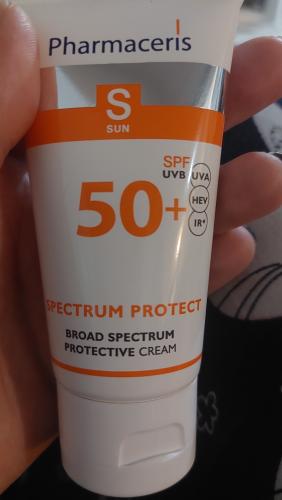 Pharmaceris
S
SUN
SPF
UVB
50+
UVA
HEV
IR*
SPECTRUM PROTECT
BROAD SPECTRUM
PROTECTIVE CREAM